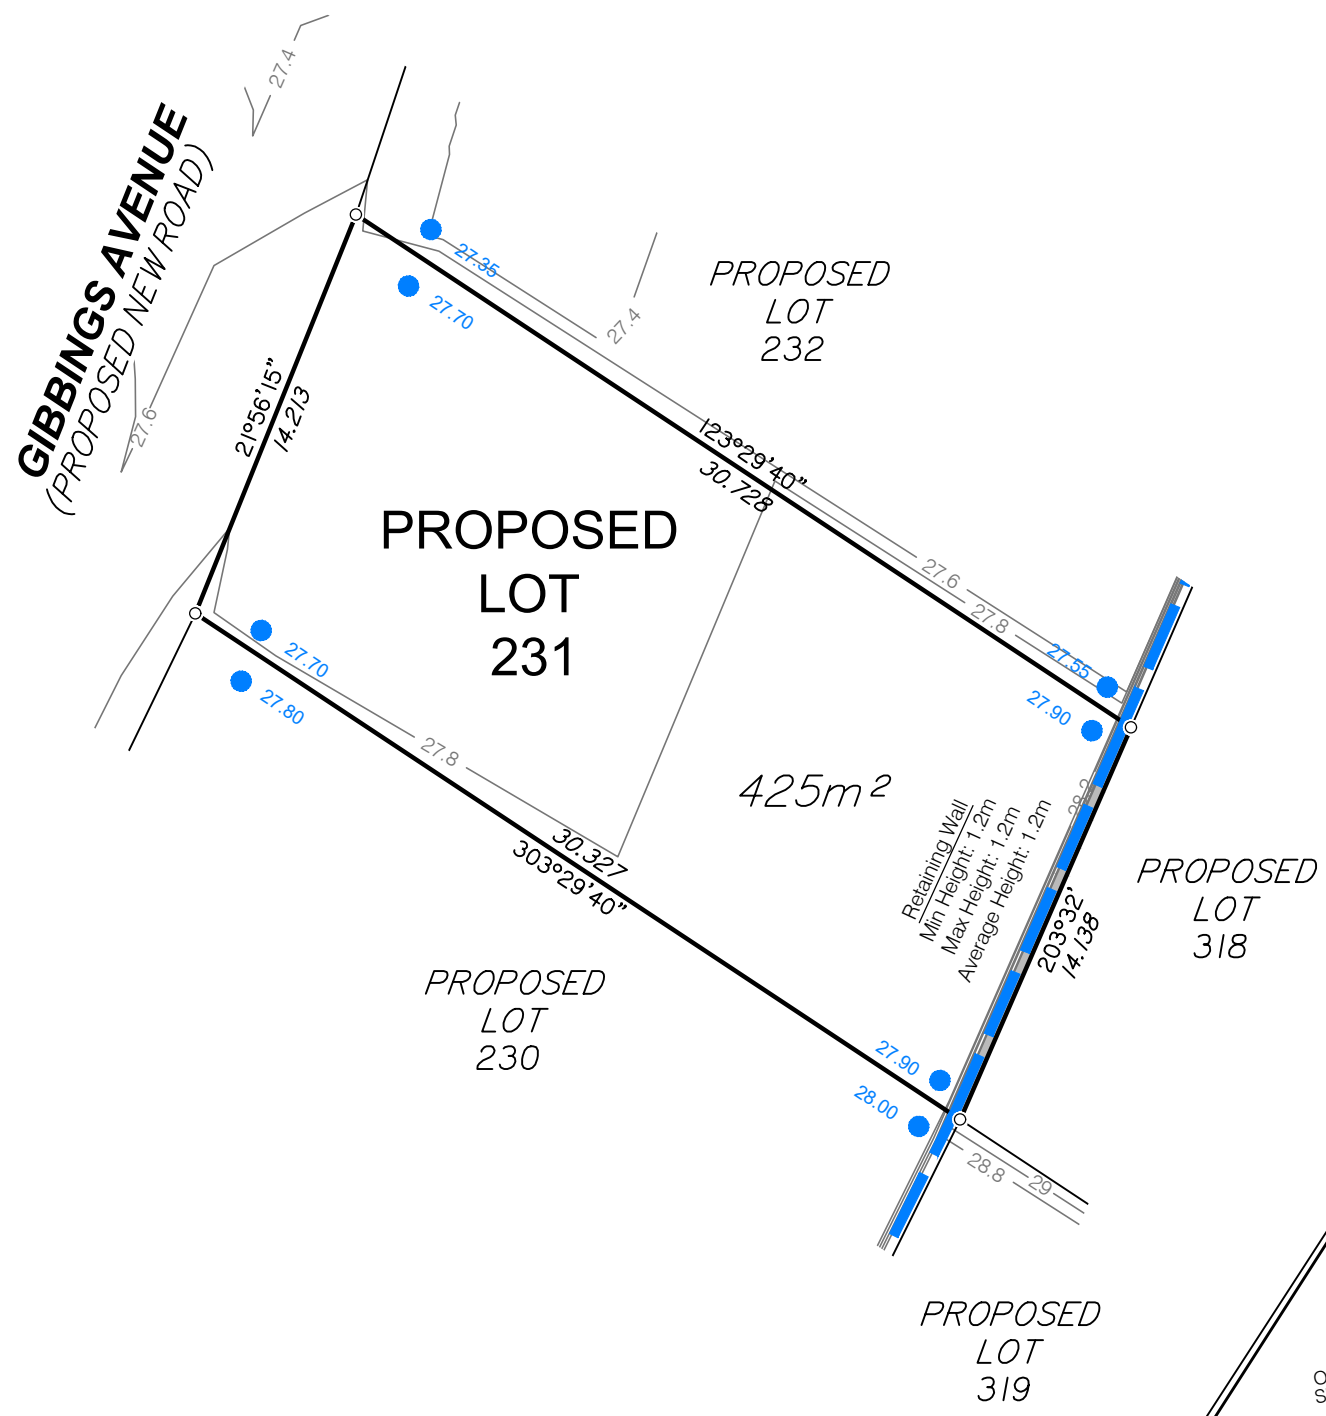 27.4
GIBBINGS AVENUE
(PROPOSED NEW ROAD)
27.35
27.70
27.4
PROPOSED
LOT
232
27.6
21°56'15"
14.213
123°29'40"
30.728
PROPOSED
LOT
231
27.6
27.8
27.55
27.90
27.70
27.80
27.8
425m²
28.2
Retaining Wall
Min Height: 1.2m
Max Height: 1.2m
Average Height: 1.2m
30.327
303°29'40"
203°32'
14.138
PROPOSED
LOT
318
PROPOSED
LOT
230
27.90
28.00
28.8
29
PROPOSED
LOT
319
O
S